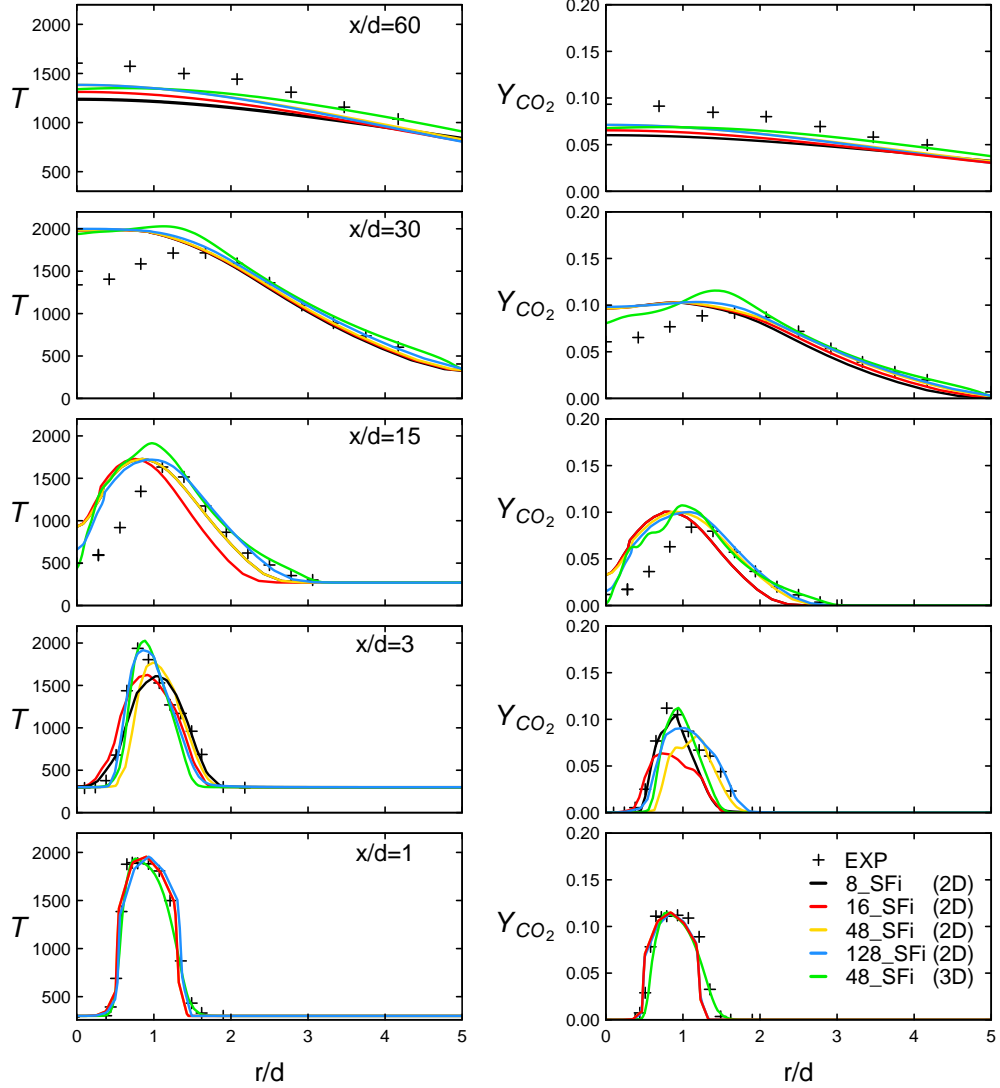 x/d=60
T
2000
1500
1000
500
Y_CO2
0.20
0.15
0.10
0.05
0.00
x/d=30
T
2000
1500
1000
500
0
Y_CO2
0.20
0.15
0.10
0.05
0.00
x/d=15
T
2000
1500
1000
500
0
Y_CO2
0.20
0.15
0.10
0.05
0.00
x/d=3
T
2000
1500
1000
500
0
Y_CO2
0.20
0.15
0.10
0.05
0.00
x/d=1
T
2000
1500
1000
500
0 1 2 3 4 5
r/d
Y_CO2
0.20
0.15
0.10
0.05
0.00
EXP
8_SFi (2D)
16_SFi (2D)
48_SFi (2D)
128_SFi (2D)
48_SFi (3D)
0 1 2 3 4 5
r/d